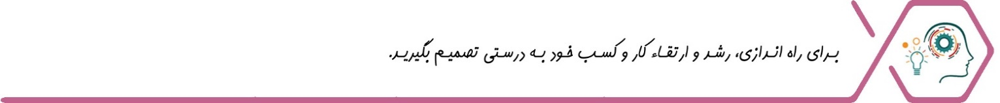 برای راه اندازی، رشد و ارتقاء کار و کسب خود به درستی تصمیم بگیرید.